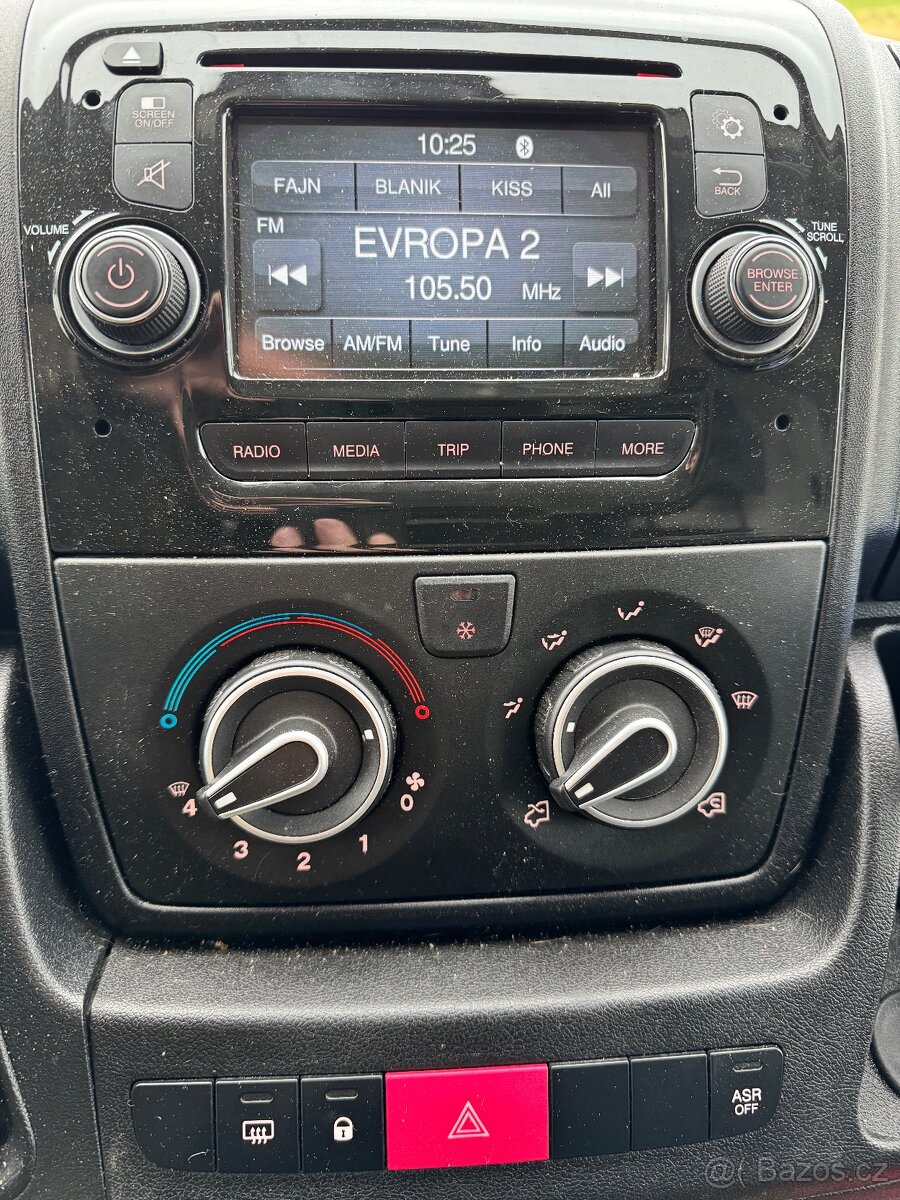 SCREEN
ON/OFF
VOLUME
BACK
TUNE
SCROLL
BROWSE
ENTER
10:25
FAJN BLANIK KISS All
FM
EVROPA 2
105.50 MHz
Browse AM/FM Tune Info Audio
RADIO MEDIA TRIP PHONE MORE
4 3 2 1 0
ASR
OFF
@( Bazos.cz